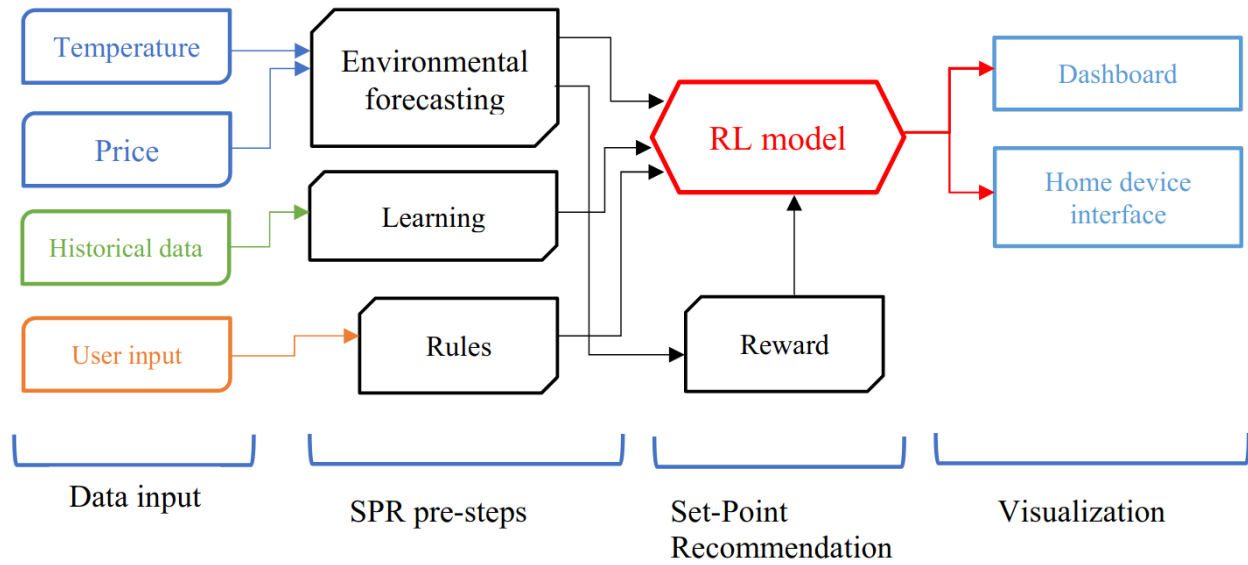 Temperature
Price
Historical data
User input
Environmental
forecasting
Learning
Rules
RL model
Reward
Dashboard
Home device
interface
Data input
SPR pre-steps
Set-Point
Recommendation
Visualization